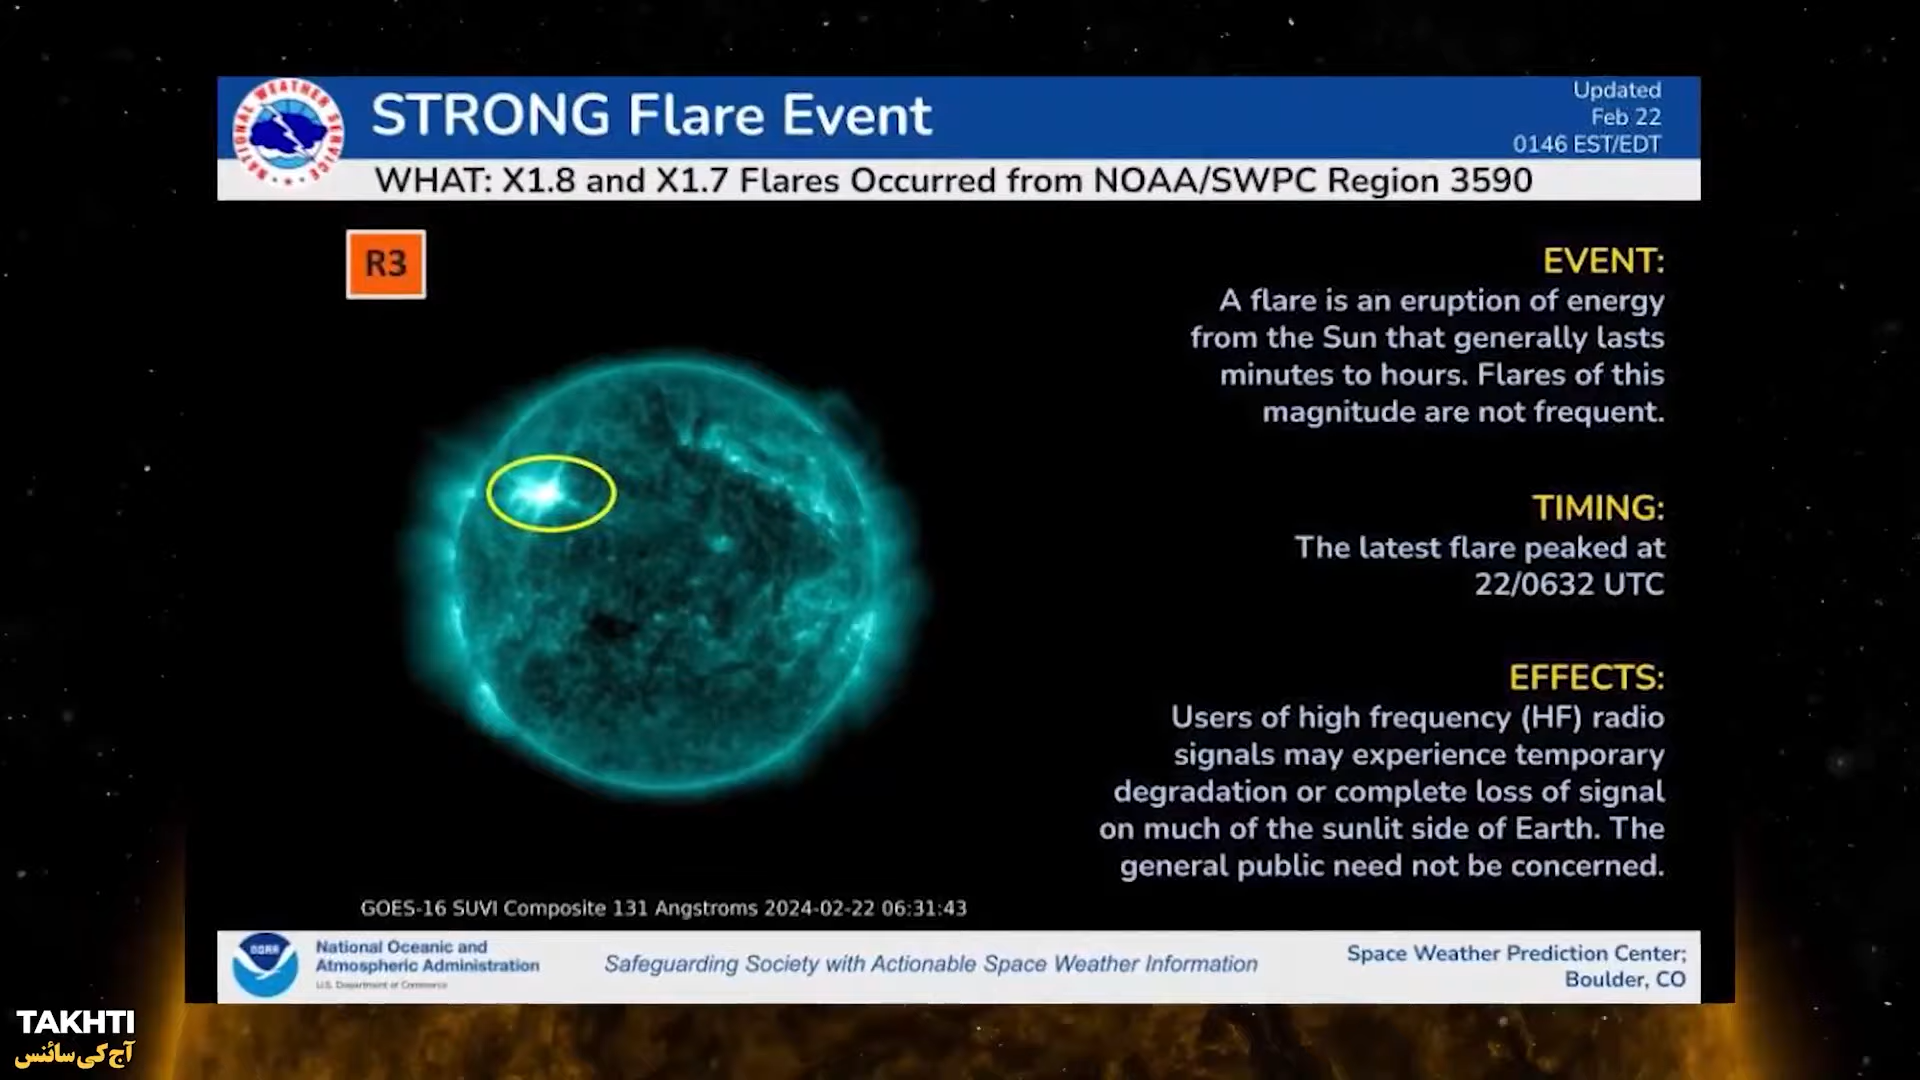 NATIONAL WEATHER SERVICE
STRONG Flare Event
Updated
Feb 22
0146 EST/EDT
WHAT: X1.8 and X1.7 Flares Occurred from NOAA/SWPC Region 3590
R3
EVENT:
A flare is an eruption of energy
from the Sun that generally lasts
minutes to hours. Flares of this
magnitude are not frequent.
TIMING:
The latest flare peaked at
22/0632 UTC
EFFECTS:
Users of high frequency (HF) radio
signals may experience temporary
degradation or complete loss of signal
on much of the sunlit side of Earth. The
general public need not be concerned.
GOES-16 SUVI Composite 131 Angstroms 2024-02-22 06:31:43
NOAA
National Oceanic and
Atmospheric Administration
U.S. Department of Commerce
Safeguarding Society with Actionable Space Weather Information
Space Weather Prediction Center;
Boulder, CO
TAKHTI
آج کی سائنس